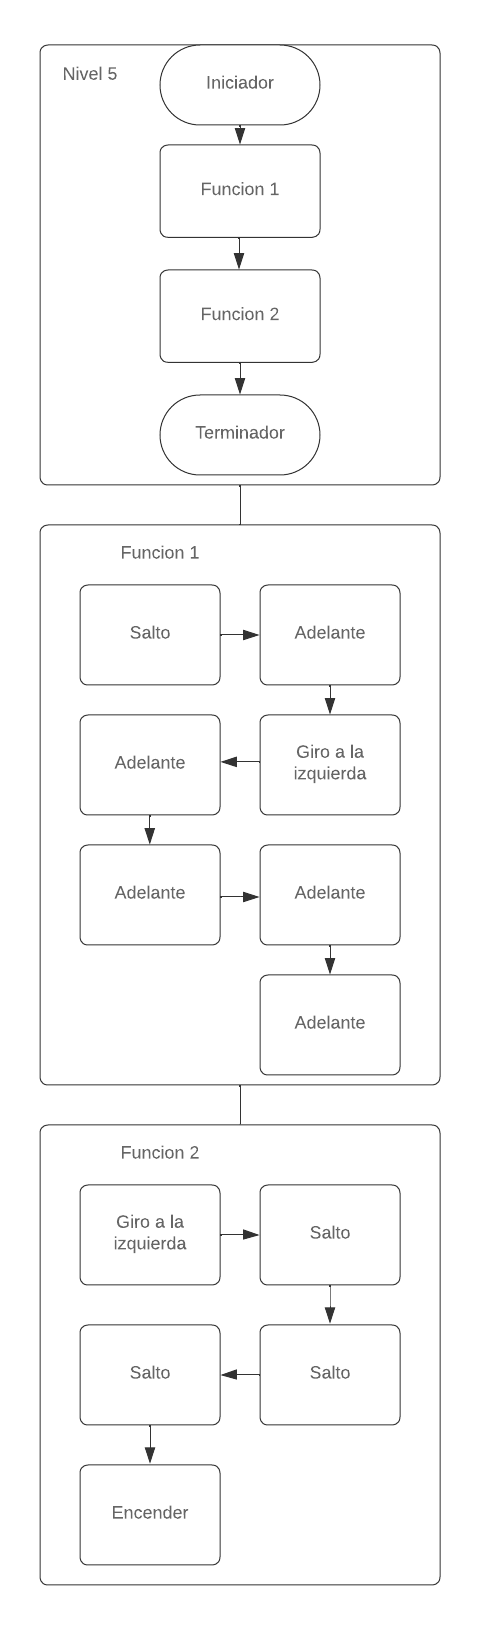 Nivel 5
Iniciador
Funcion 1
Funcion 2
Terminador
Funcion 1
Salto
Adelante
Giro a la
izquierda
Adelante
Adelante
Adelante
Adelante
Funcion 2
Giro a la
izquierda
Salto
Salto
Salto
Encender